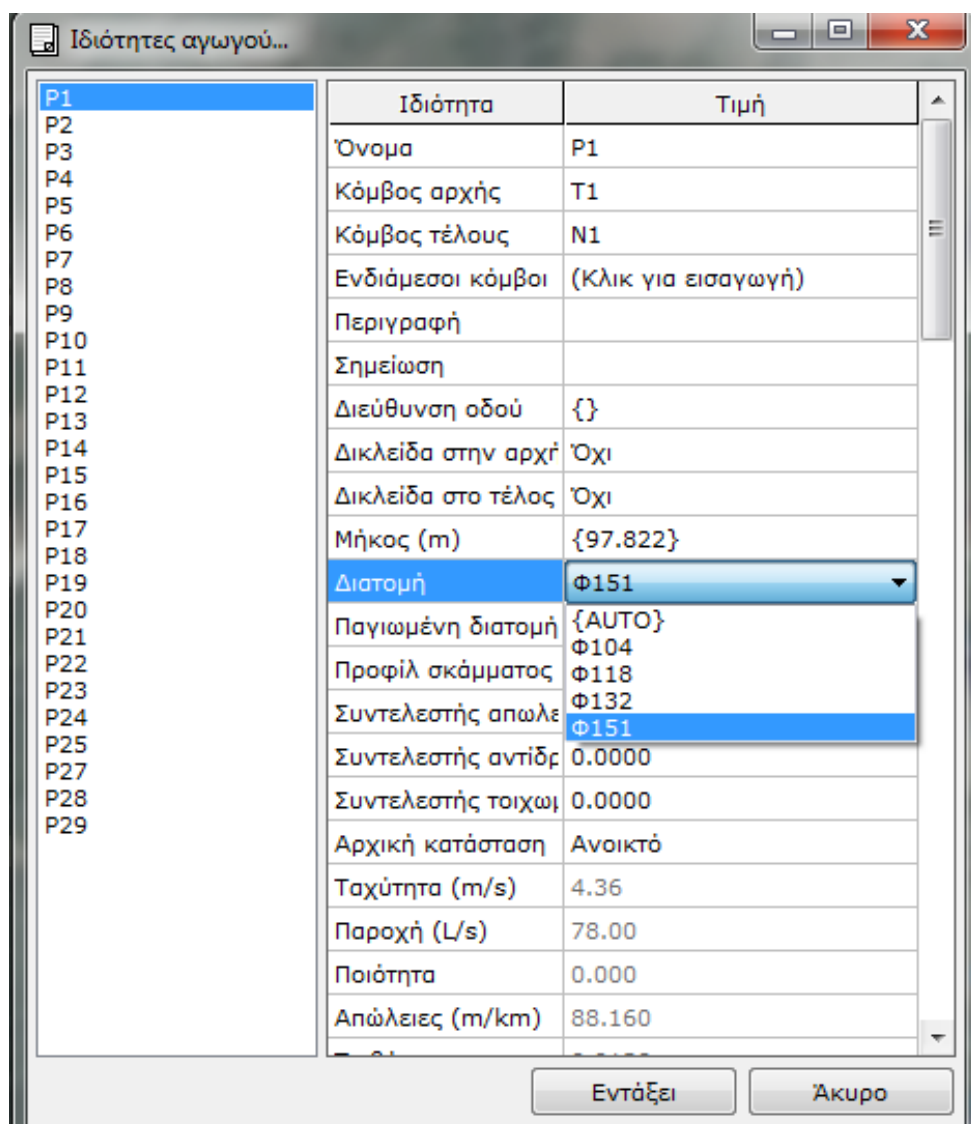 Ιδιότητες αγωγού...
P1
P2
P3
P4
P5
P6
P7
P8
P9
P10
P11
P12
P13
P14
P15
P16
P17
P18
P19
P20
P21
P22
P23
P24
P25
P27
P28
P29
Ιδιότητα Τιμή
Όνομα P1
Κόμβος αρχής T1
Κόμβος τέλους N1
Ενδιάμεσοι κόμβοι (Κλικ για εισαγωγή)
Περιγραφή
Σημείωση
Διεύθυνση οδού {}
Δικλείδα στην αρχή Όχι
Δικλείδα στο τέλος Όχι
Μήκος (m) {97.822}
Διατομή Φ151
{AUTO}
Φ104
Φ118
Φ132
Φ151
Παγιωμένη διατομή
Προφίλ σκάμματος
Συντελεστής απωλε
Συντελεστής αντίδρ 0.0000
Συντελεστής τοιχωμ 0.0000
Αρχική κατάσταση Ανοικτό
Ταχύτητα (m/s) 4.36
Παροχή (L/s) 78.00
Ποιότητα 0.000
Απώλειες (m/km) 88.160
Εντάξει Άκυρο